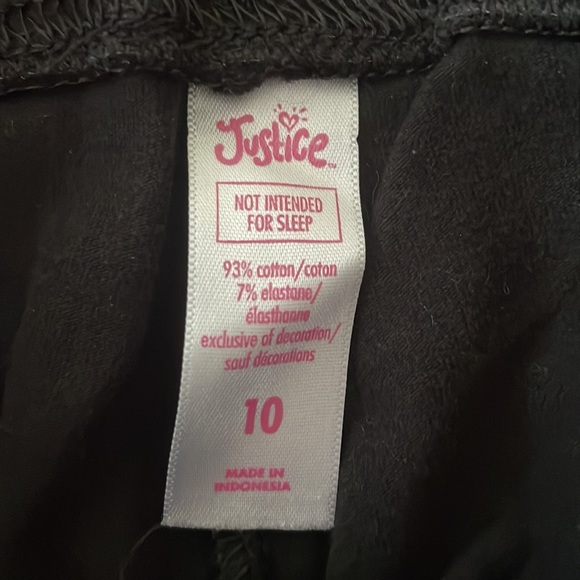 Justice™
NOT INTENDED
FOR SLEEP
93% cotton/coton
7% elastane/
élasthanne
exclusive of decoration/
sauf décorations
10
MADE IN
INDONESIA